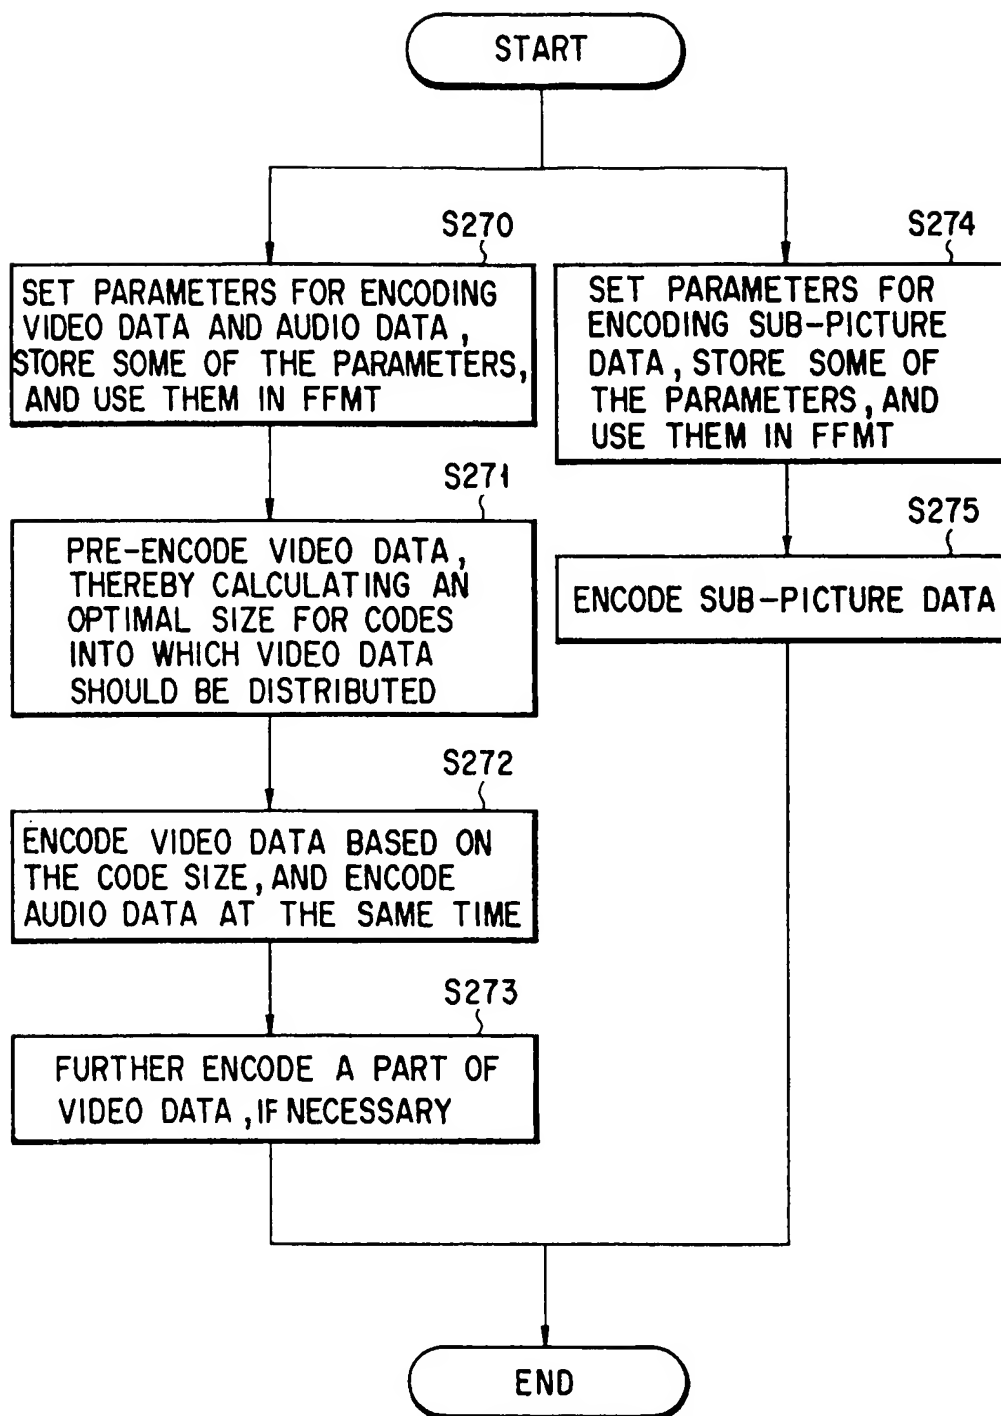 START
S270
SET PARAMETERS FOR ENCODING
VIDEO DATA AND AUDIO DATA,
STORE SOME OF THE PARAMETERS,
AND USE THEM IN FFMT
S271
PRE-ENCODE VIDEO DATA,
THEREBY CALCULATING AN
OPTIMAL SIZE FOR CODES
INTO WHICH VIDEO DATA
SHOULD BE DISTRIBUTED
S272
ENCODE VIDEO DATA BASED ON
THE CODE SIZE, AND ENCODE
AUDIO DATA AT THE SAME TIME
S273
FURTHER ENCODE A PART OF
VIDEO DATA, IF NECESSARY
S274
SET PARAMETERS FOR
ENCODING SUB-PICTURE
DATA, STORE SOME OF
THE PARAMETERS, AND
USE THEM IN FFMT
S275
ENCODE SUB-PICTURE DATA
END